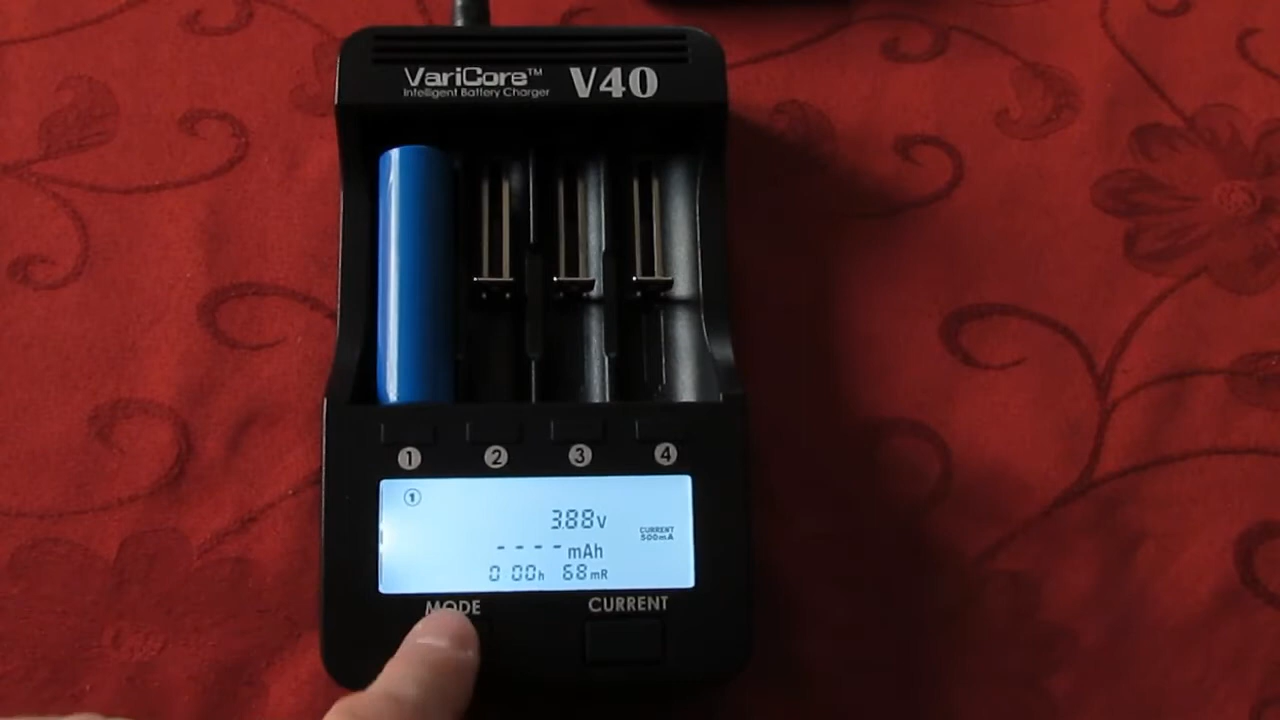 VariCore™ V40
Intelligent Battery Charger
1 2 3 4
1
3.88V
CURRENT
500mA
- - - - mAh
0:00h 68mR
MODE CURRENT